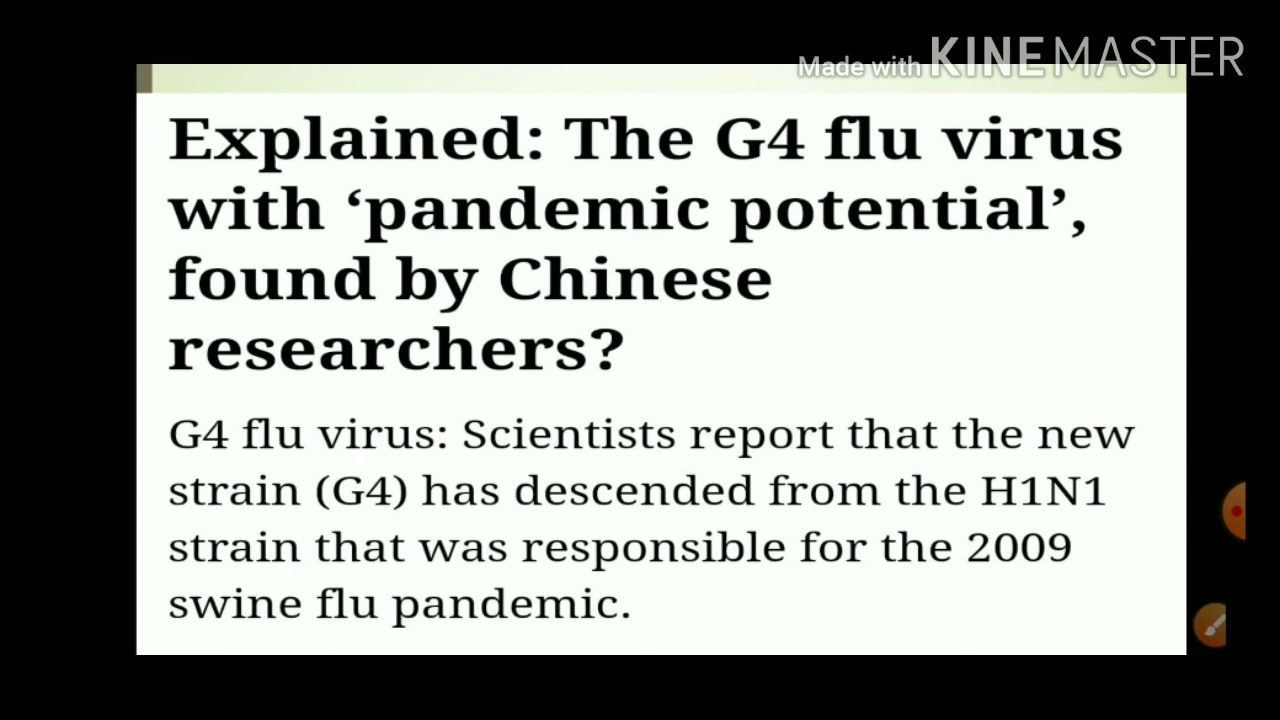 Made with KINEMASTER
Explained: The G4 flu virus
with ‘pandemic potential’,
found by Chinese
researchers?
G4 flu virus: Scientists report that the new
strain (G4) has descended from the H1N1
strain that was responsible for the 2009
swine flu pandemic.